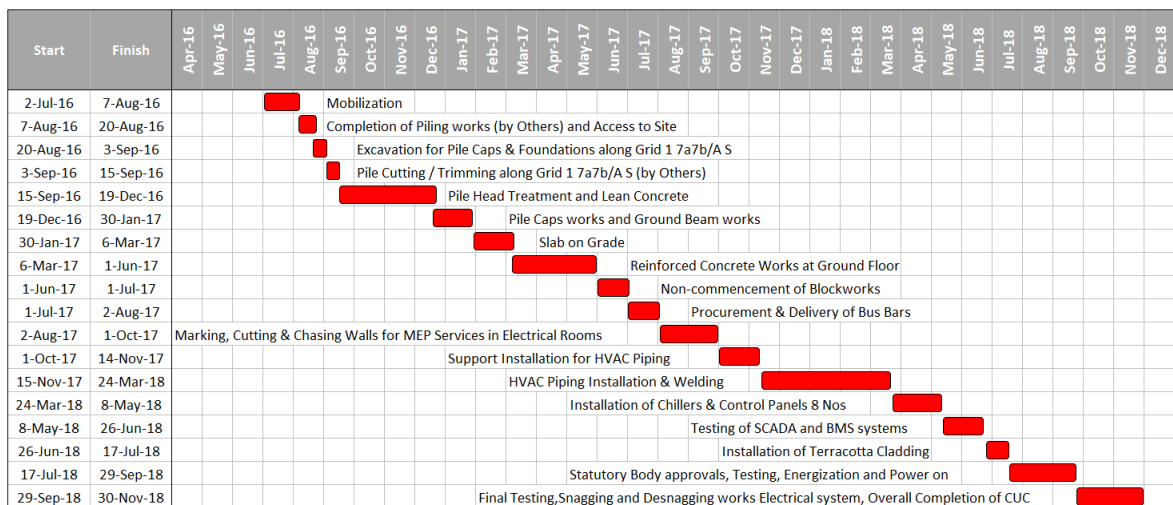 Start Finish Apr-16 May-16 Jun-16 Jul-16 Aug-16 Sep-16 Oct-16 Nov-16 Dec-16 Jan-17 Feb-17 Mar-17 Apr-17 May-17 Jun-17 Jul-17 Aug-17 Sep-17 Oct-17 Nov-17 Dec-17 Jan-18 Feb-18 Mar-18 Apr-18 May-18 Jun-18 Jul-18 Aug-18 Sep-18 Oct-18 Nov-18 Dec-18
2-Jul-16 7-Aug-16 Mobilization
7-Aug-16 20-Aug-16 Completion of Piling works (by Others) and Access to Site
20-Aug-16 3-Sep-16 Excavation for Pile Caps & Foundations along Grid 1 7a7b/A S
3-Sep-16 15-Sep-16 Pile Cutting / Trimming along Grid 1 7a7b/A S (by Others)
15-Sep-16 19-Dec-16 Pile Head Treatment and Lean Concrete
19-Dec-16 30-Jan-17 Pile Caps works and Ground Beam works
30-Jan-17 6-Mar-17 Slab on Grade
6-Mar-17 1-Jun-17 Reinforced Concrete Works at Ground Floor
1-Jun-17 1-Jul-17 Non-commencement of Blockworks
1-Jul-17 2-Aug-17 Procurement & Delivery of Bus Bars
2-Aug-17 1-Oct-17 Marking, Cutting & Chasing Walls for MEP Services in Electrical Rooms
1-Oct-17 14-Nov-17 Support Installation for HVAC Piping
15-Nov-17 24-Mar-18 HVAC Piping Installation & Welding
24-Mar-18 8-May-18 Installation of Chillers & Control Panels 8 Nos
8-May-18 26-Jun-18 Testing of SCADA and BMS systems
26-Jun-18 17-Jul-18 Installation of Terracotta Cladding
17-Jul-18 29-Sep-18 Statutory Body approvals, Testing, Energization and Power on
29-Sep-18 30-Nov-18 Final Testing,Snagging and Desnagging works Electrical system, Overall Completion of CUC